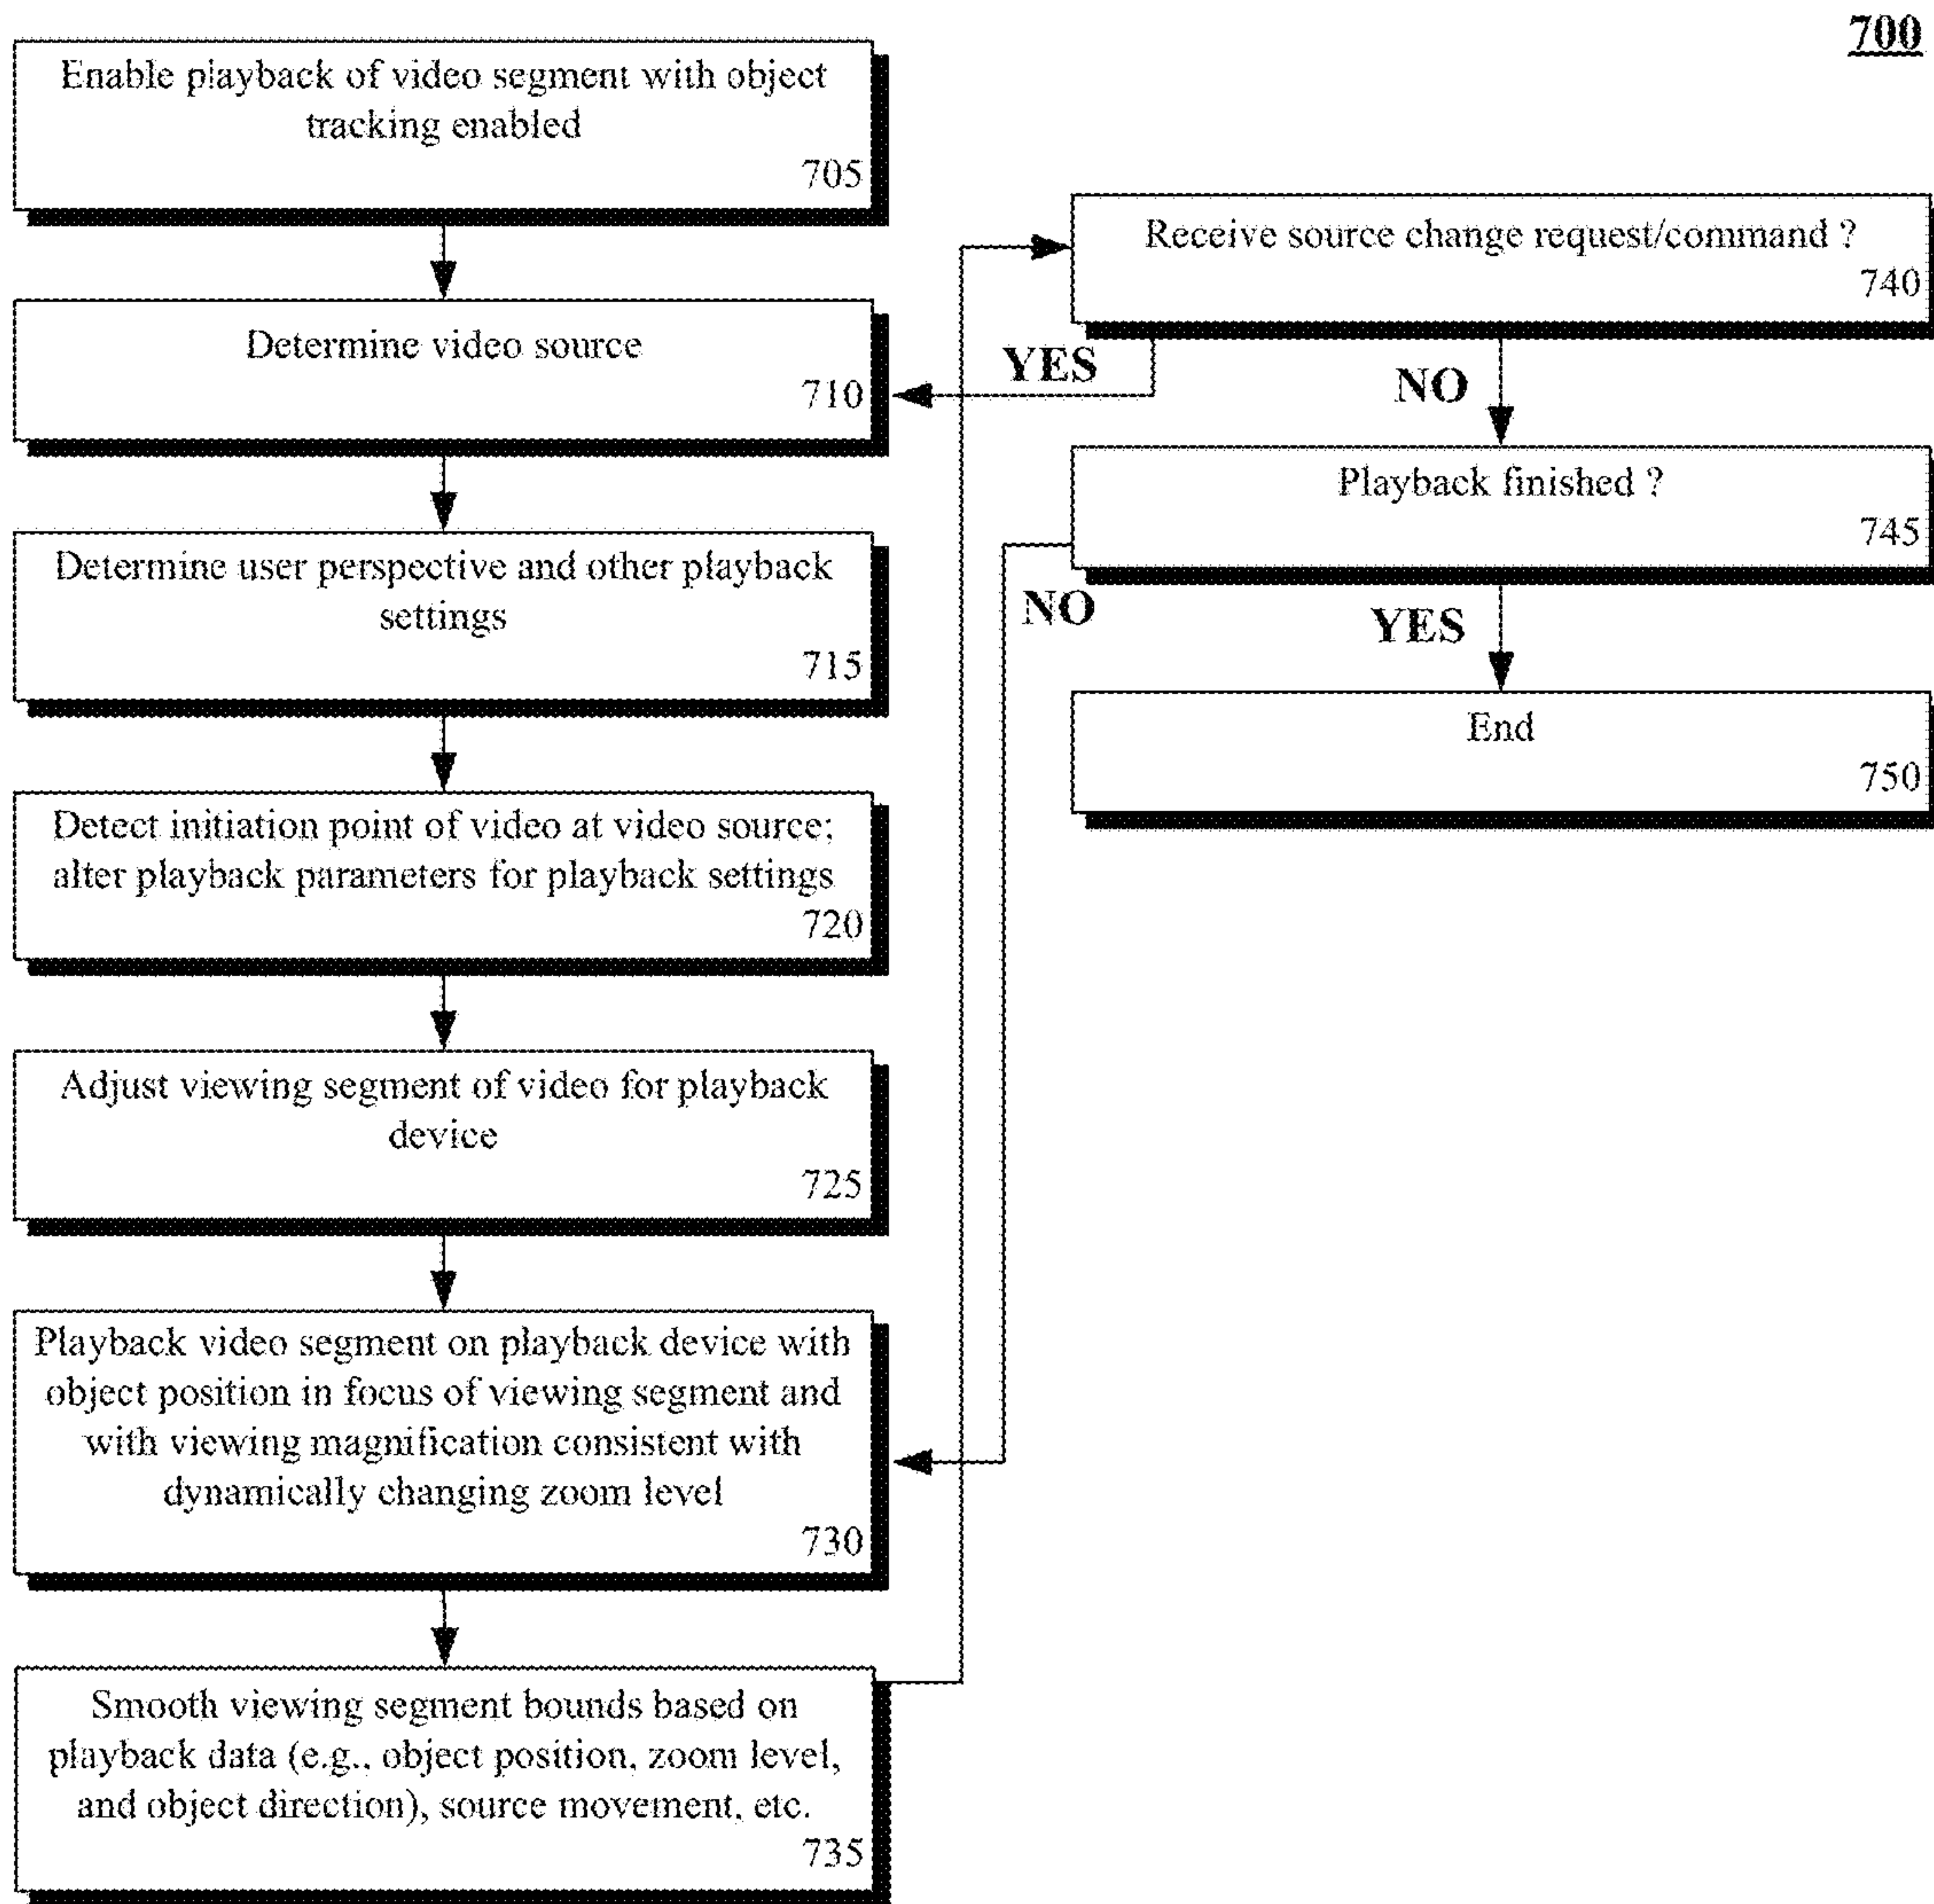 700
Enable playback of video segment with object
tracking enabled
705
Determine video source
710
Determine user perspective and other playback
settings
715
Detect initiation point of video at video source;
alter playback parameters for playback settings
720
Adjust viewing segment of video for playback
device
725
Playback video segment on playback device with
object position in focus of viewing segment and
with viewing magnification consistent with
dynamically changing zoom level
730
Smooth viewing segment bounds based on
playback data (e.g., object position, zoom level,
and object direction), source movement, etc.
735
Receive source change request/command ?
740
YES
NO
Playback finished ?
745
NO
YES
End
750